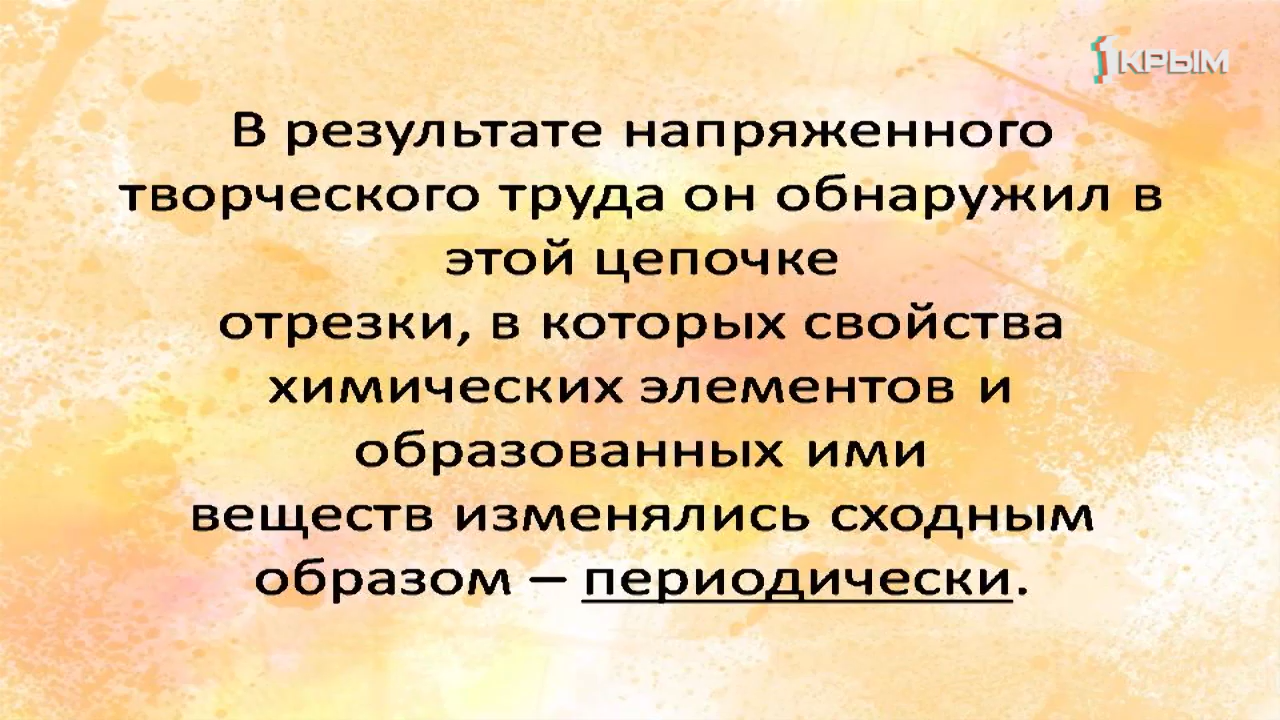 1КРЫМ
В результате напряженного
творческого труда он обнаружил в
этой цепочке
отрезки, в которых свойства
химических элементов и
образованных ими
веществ изменялись сходным
образом – периодически.